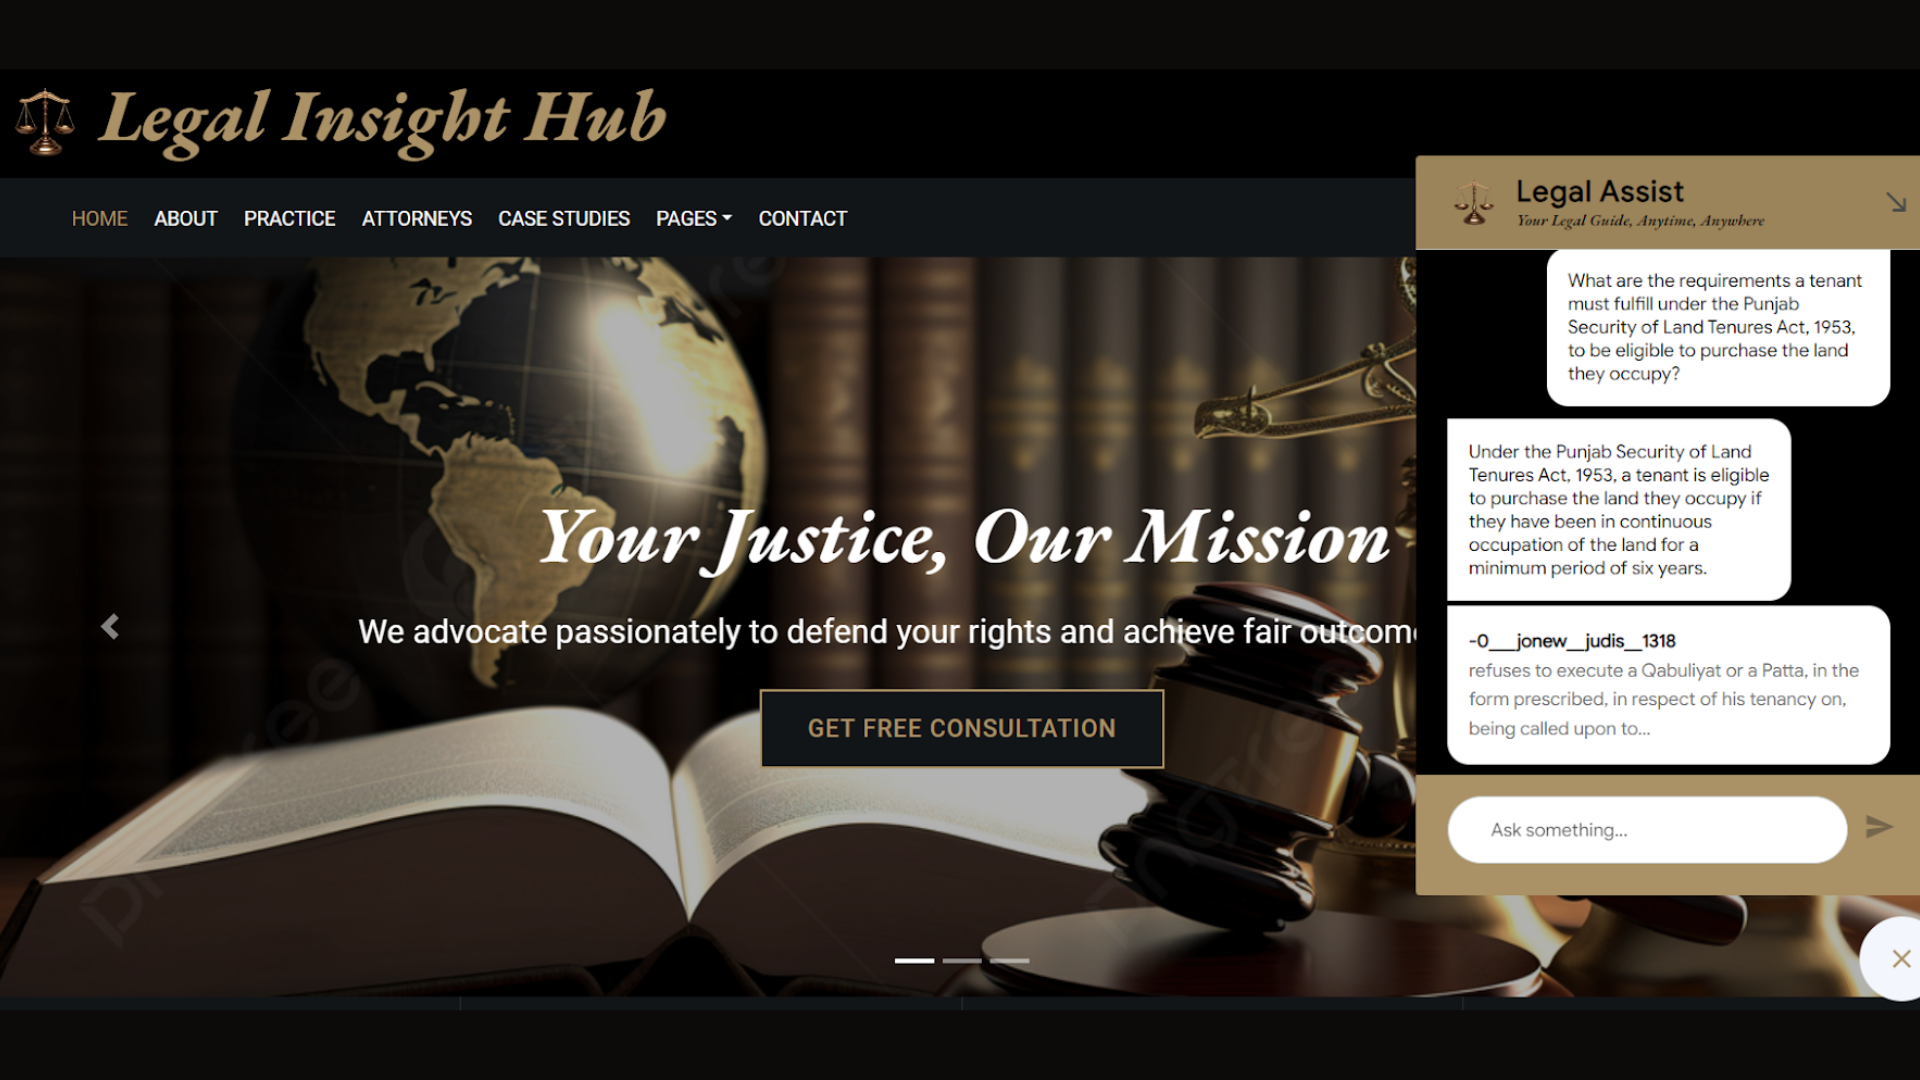 Legal Insight Hub
HOME ABOUT PRACTICE ATTORNEYS CASE STUDIES PAGES CONTACT
Your Justice, Our Mission
We advocate passionately to defend your rights and achieve fair
GET FREE CONSULTATION
Legal Assist
Your Legal Guide, Anytime, Anywhere
What are the requirements a tenant
must fulfill under the Punjab
Security of Land Tenures Act, 1953,
to be eligible to purchase the land
they occupy?
Under the Punjab Security of Land
Tenures Act, 1953, a tenant is eligible
to purchase the land they occupy if
they have been in continuous
occupation of the land for a
minimum period of six years.
-0___jonew__judis__1318
refuses to execute a Qabuliyat or a Patta, in the
form prescribed, in respect of his tenancy on,
being called upon to...
Ask something...